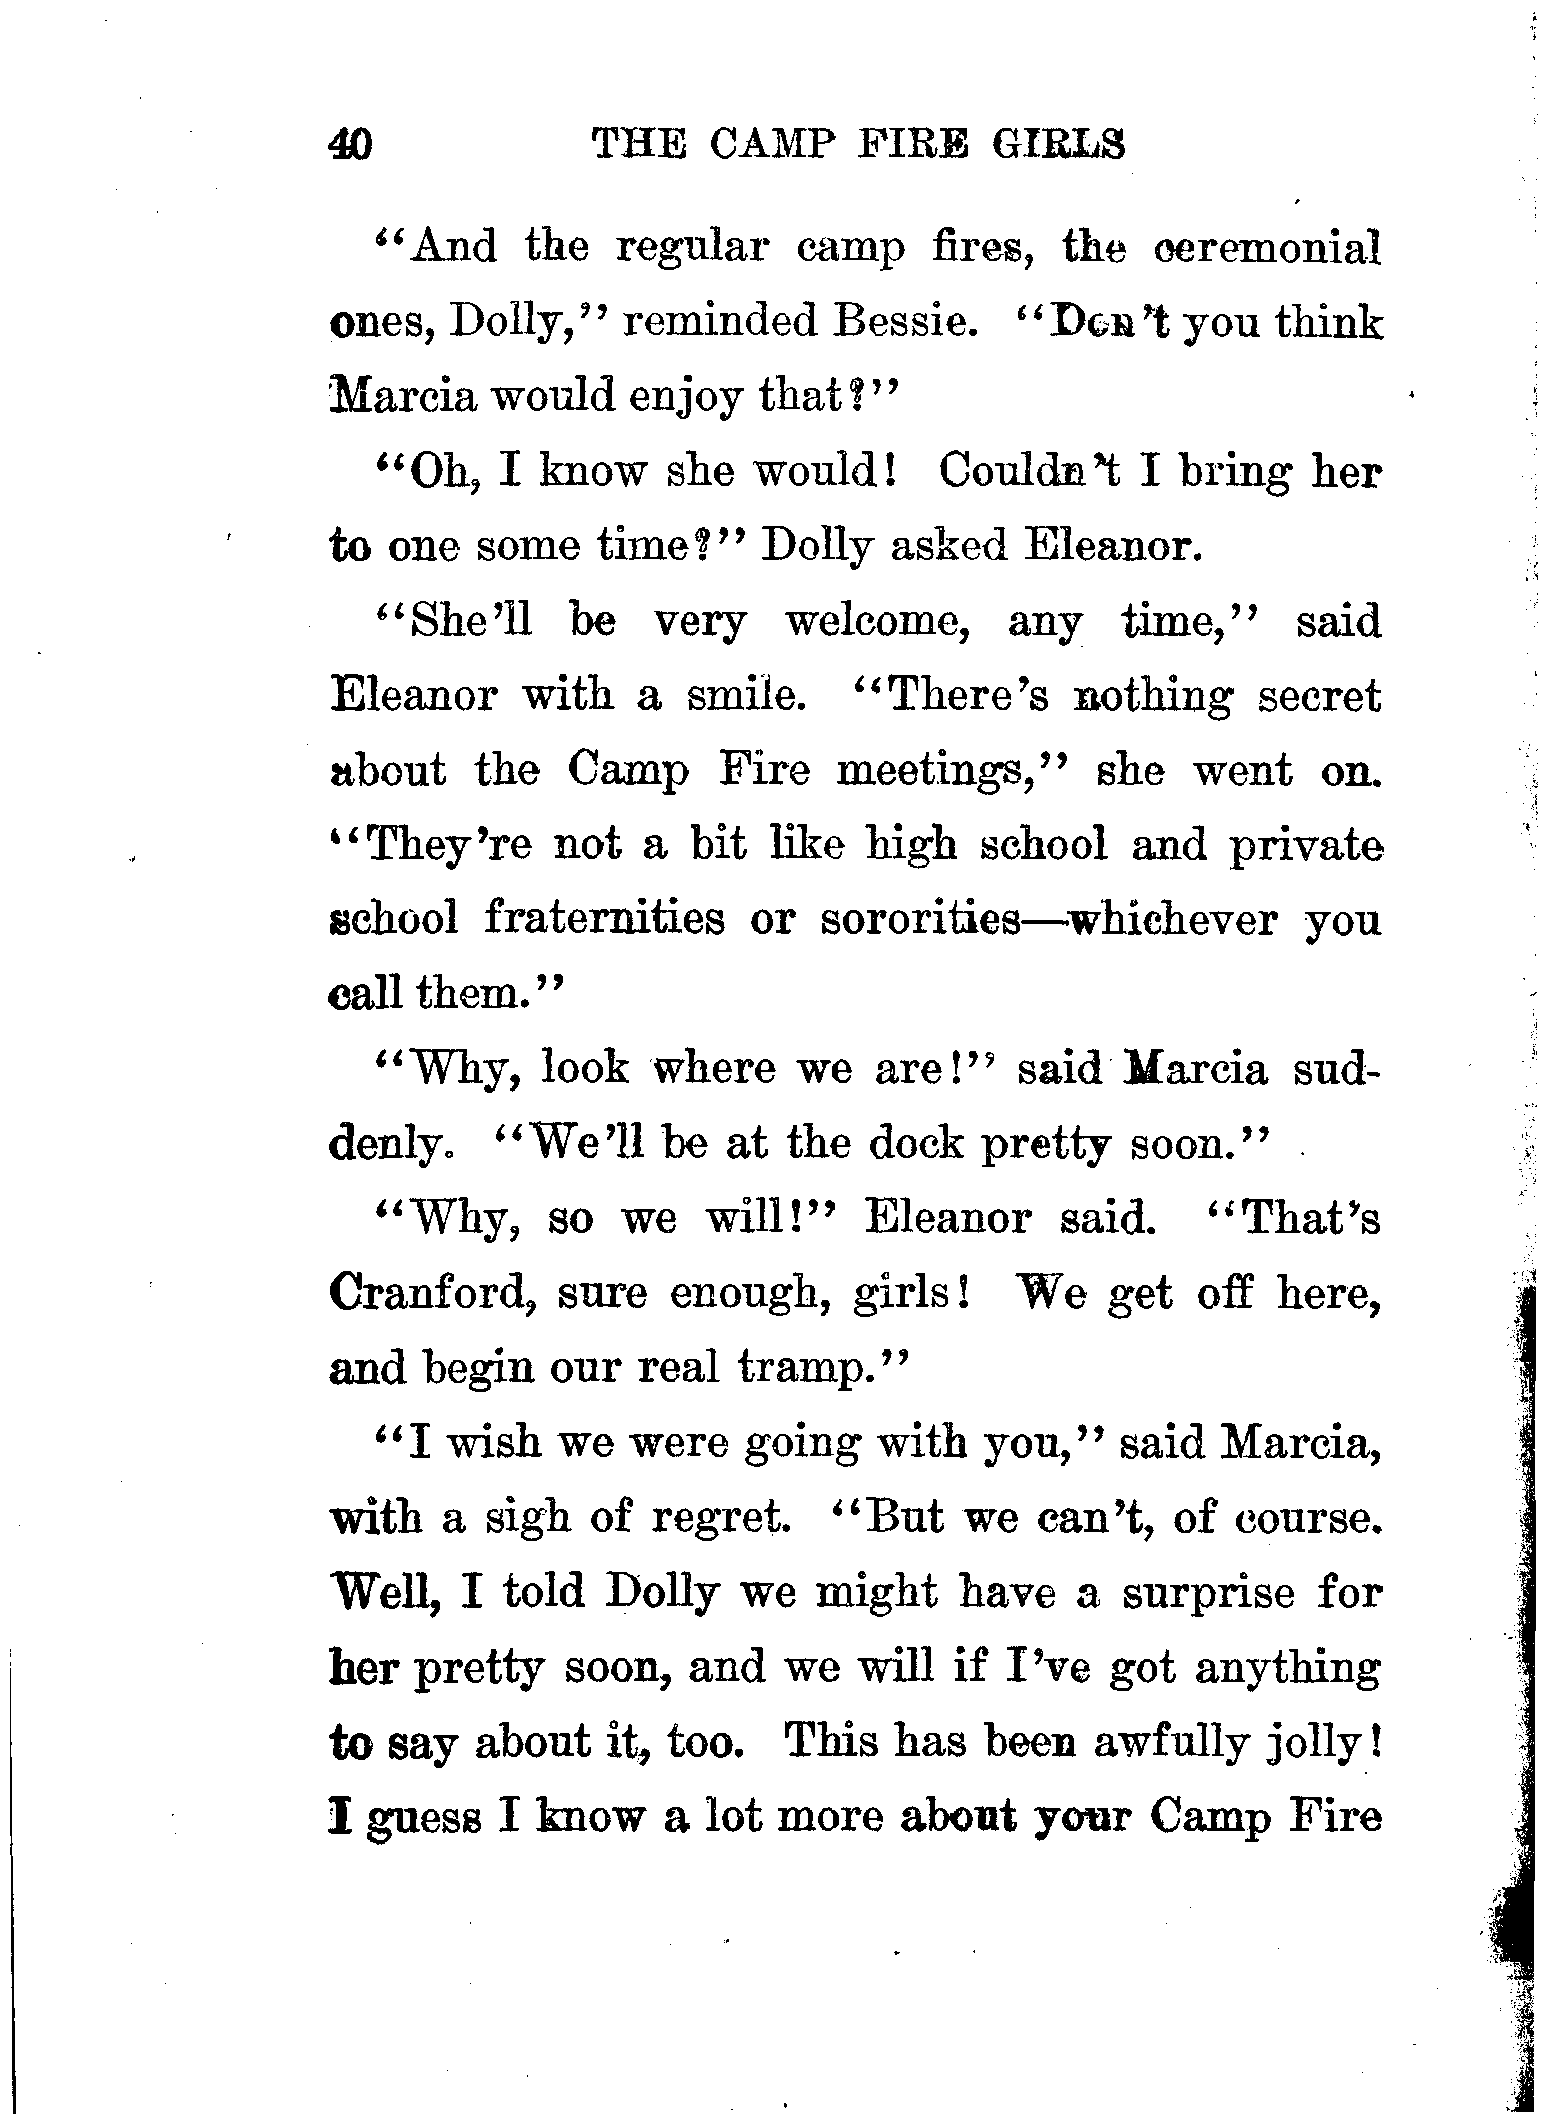 40 THE CAMP FIRE GIRLS
"And the regular camp fires, the ceremonial
ones, Dolly," reminded Bessie. "Don't you think
Marcia would enjoy that?"
"Oh, I know she would! Couldn't I bring her
to one some time?" Dolly asked Eleanor.
"She'll be very welcome, any time," said
Eleanor with a smile. "There's nothing secret
about the Camp Fire meetings," she went on.
"They're not a bit like high school and private
school fraternities or sororities—whichever you
call them."
"Why, look where we are!" said Marcia sud-
denly. "We'll be at the dock pretty soon."
"Why, so we will!" Eleanor said. "That's
Cranford, sure enough, girls! We get off here,
and begin our real tramp."
"I wish we were going with you," said Marcia,
with a sigh of regret. "But we can't, of course.
Well, I told Dolly we might have a surprise for
her pretty soon, and we will if I've got anything
to say about it, too. This has been awfully jolly!
I guess I know a lot more about your Camp Fire